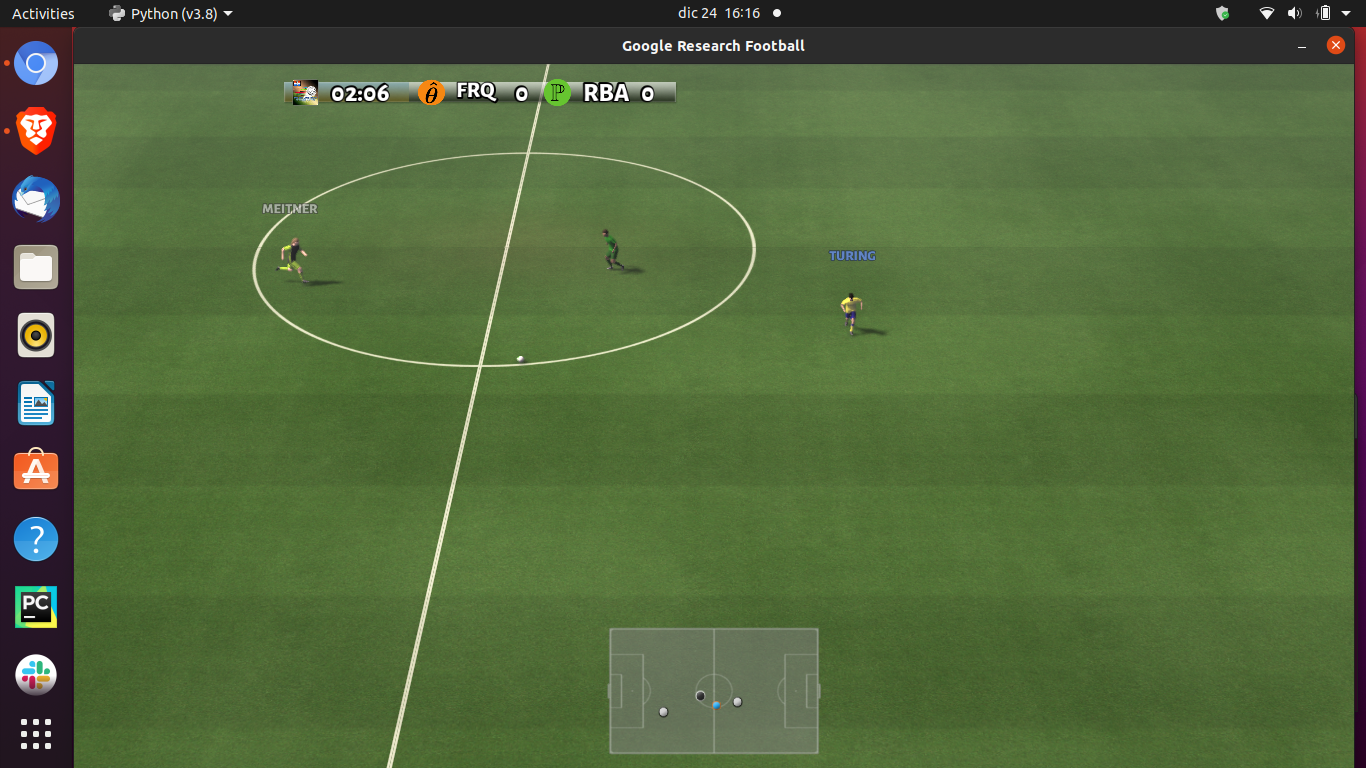 Activities Python (v3.8) dic 24 16:16
Google Research Football
02:06 θ̂ FRQ 0 ℙ RBA 0
MEITNER
TURING
?
PC